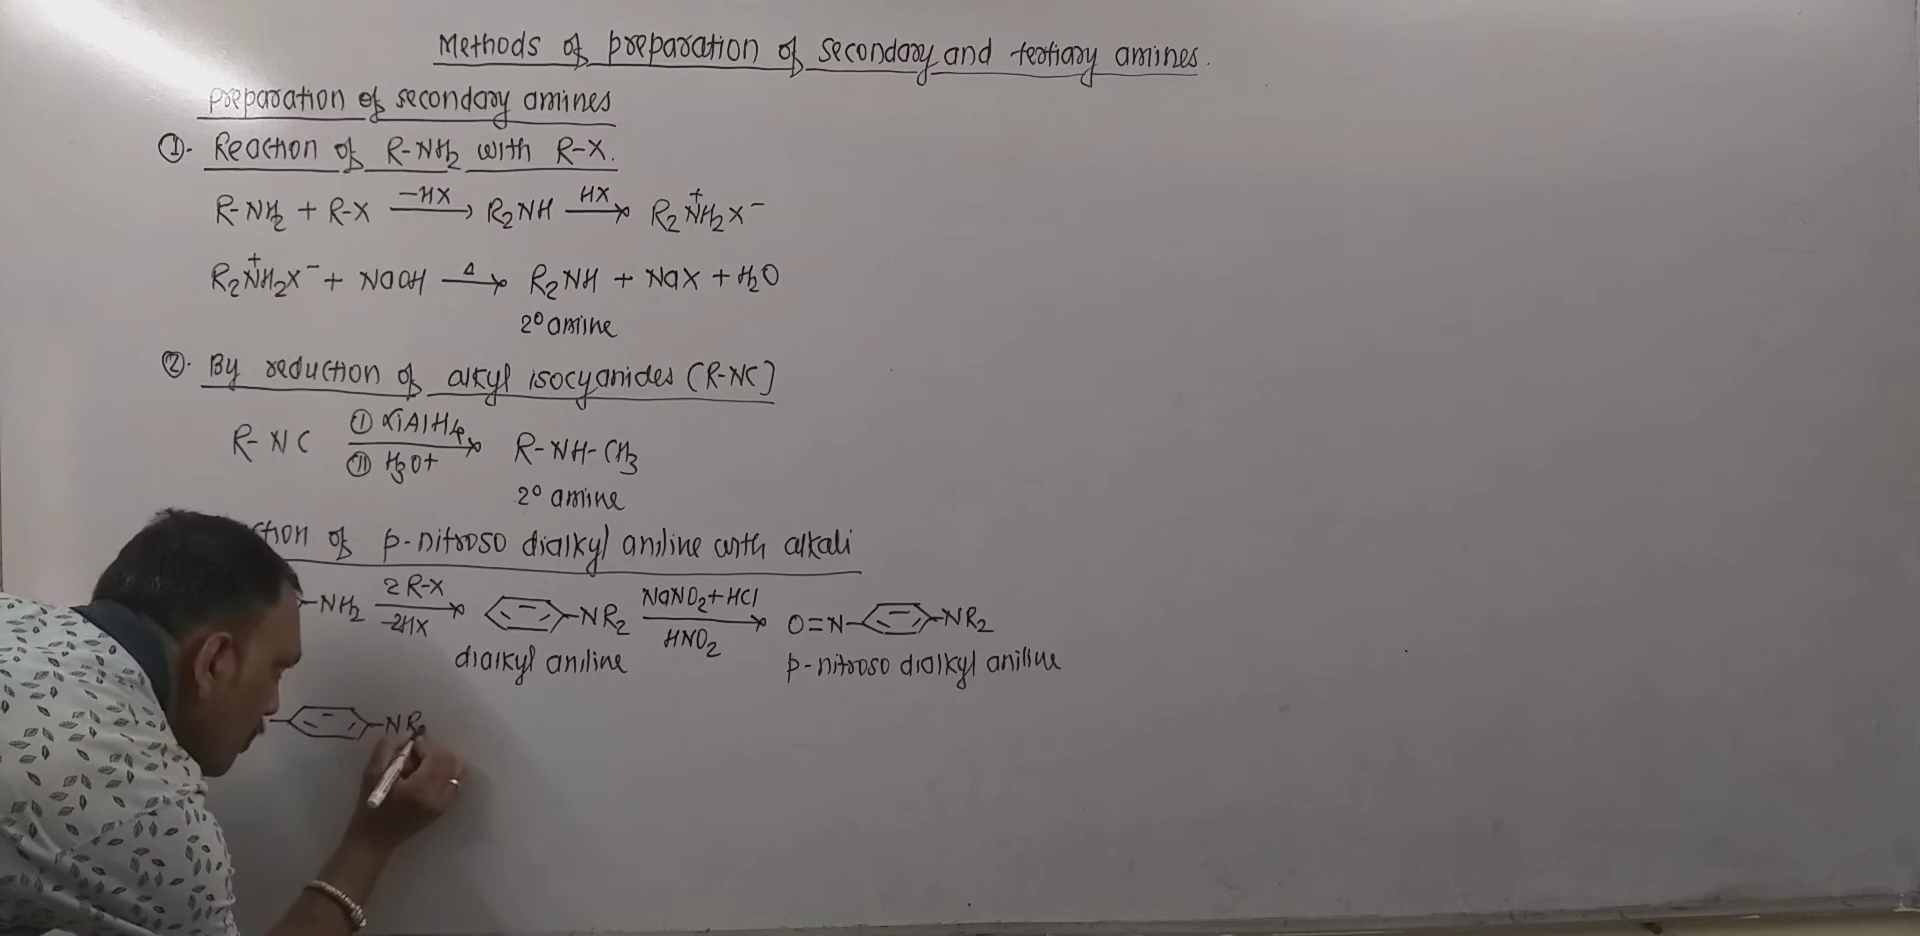 Methods of preparation of secondary and tertiary amines.
preparation of secondary amines
①. Reaction of R-NH2 with R-X.
R-NH2 + R-X —HX→ R2NH HX→ R2N+H2X-
R2N+H2X- + NaOH Δ→ R2NH + NaX + H2O
2° amine
②. By reduction of alkyl isocyanides (R-NC)
R-NC Ⓘ LiAlH4 Ⓘ︎Ⓘ H3O+ → R-NH-CH3
2° amine
ction of p-nitroso dialkyl aniline with alkali
-NH2 2R-X -2HX → -NR2 NaNO2+HCl HNO2 → O=N- -NR2
dialkyl aniline p-nitroso dialkyl aniline
-NR2